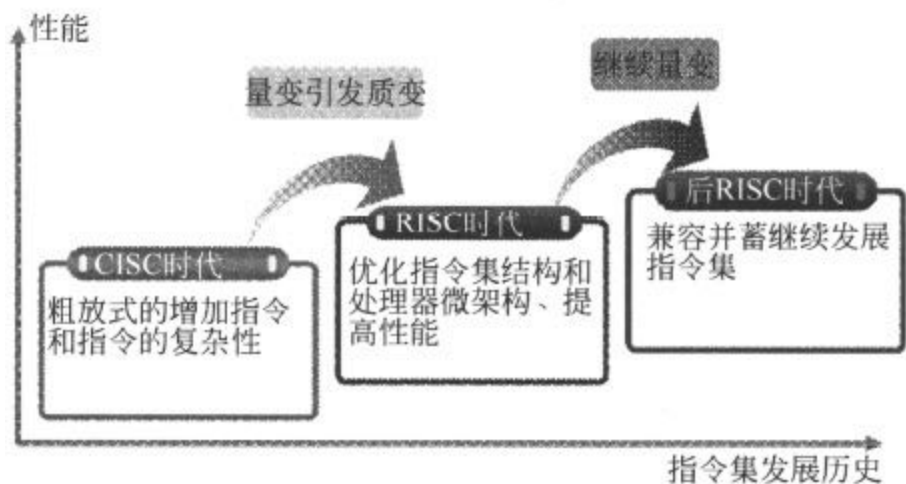 性能
量变引发质变
继续量变
CISC时代
粗放式的增加指令
和指令的复杂性
RISC时代
优化指令集结构和
处理器微架构、提
高性能
后RISC时代
兼容并蓄继续发展
指令集
指令集发展历史